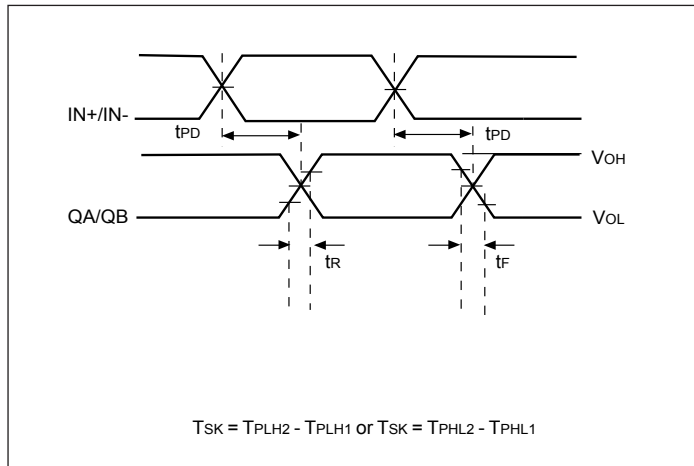 IN+/IN-
tPD
tPD
VOH
QA/QB
VOL
tR
tF
TSK = TPLH2 - TPLH1 or TSK = TPHL2 - TPHL1